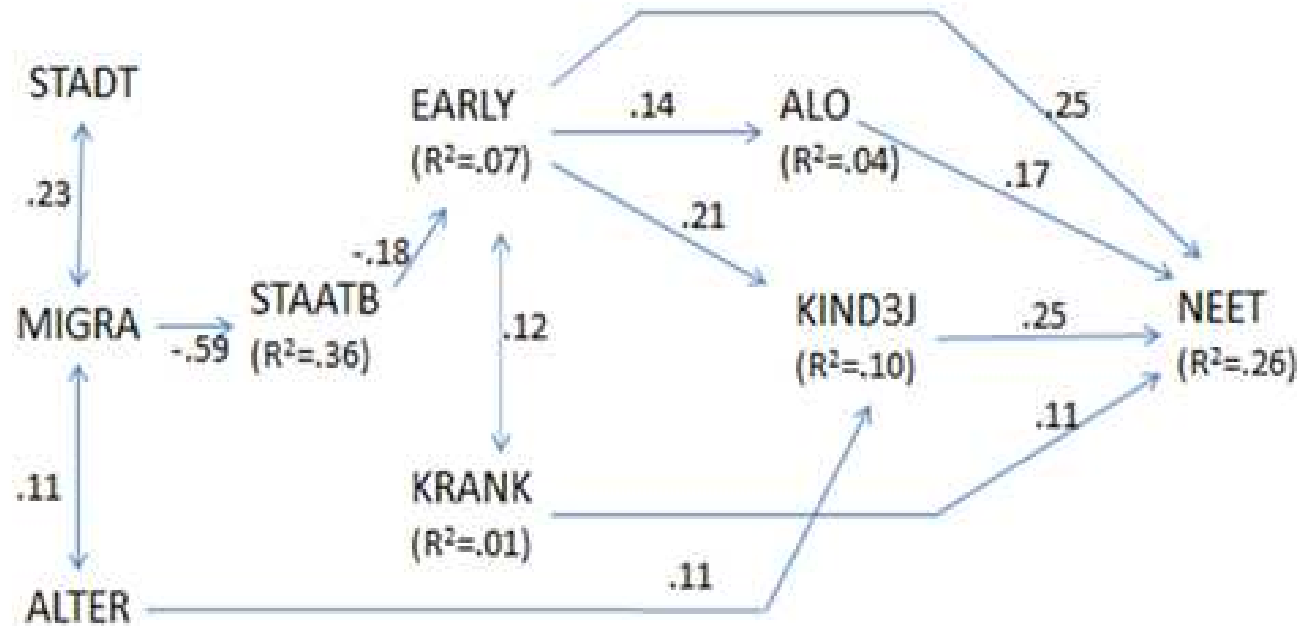 STADT
.23
MIGRA
.11
ALTER
-.59
STAATB
(R²=.36)
-.18
EARLY
(R²=.07)
.12
KRANK
(R²=.01)
.14
.21
ALO
(R²=.04)
KIND3J
(R²=.10)
.11
.25
.17
.25
.11
NEET
(R²=.26)